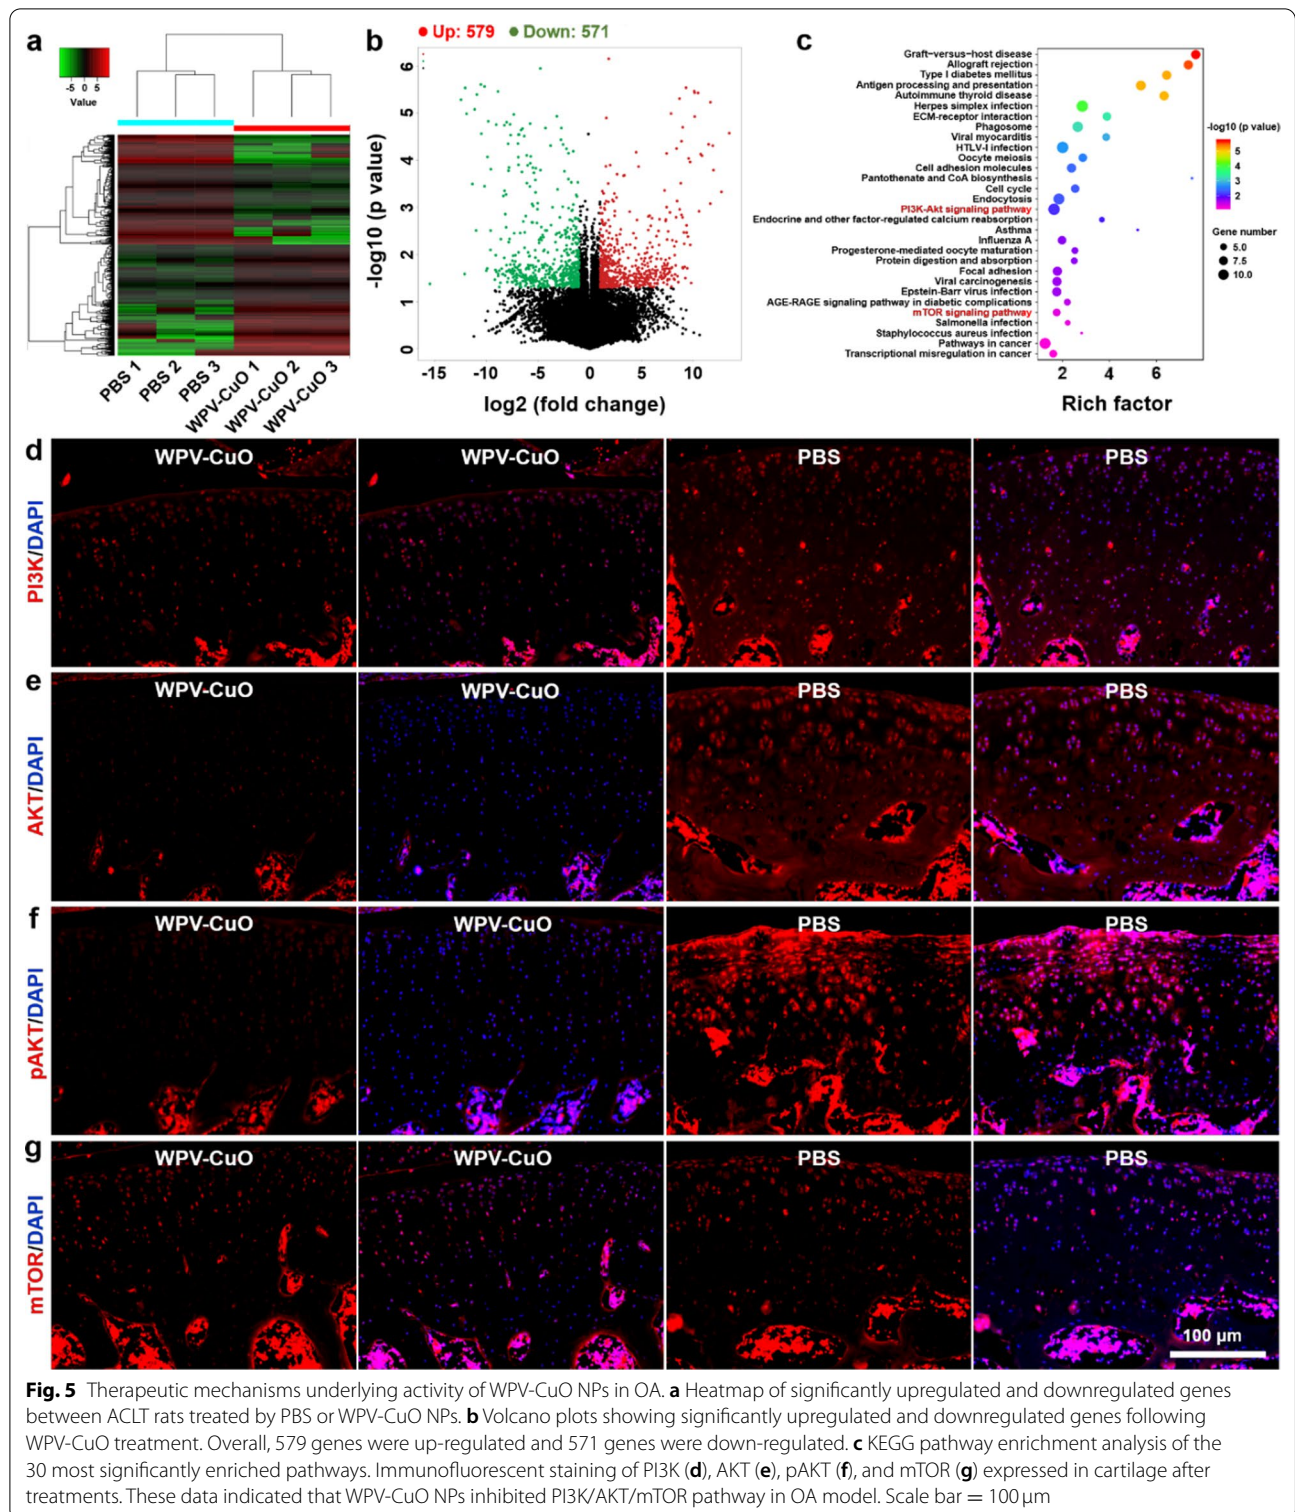 a
-5 0 5
Value
PBS 1
PBS 2
PBS 3
WPV-CuO 1
WPV-CuO 2
WPV-CuO 3
b
Up: 579 Down: 571
-log10 (p value)
6
5
4
3
2
1
0
-15 -10 -5 0 5 10
log2 (fold change)
c
Graft−versus−host disease
Allograft rejection
Type I diabetes mellitus
Antigen processing and presentation
Autoimmune thyroid disease
Herpes simplex infection
ECM-receptor interaction
Phagosome
Viral myocarditis
HTLV-I infection
Oocyte meiosis
Cell adhesion molecules
Pantothenate and CoA biosynthesis
Cell cycle
Endocytosis
PI3K-Akt signaling pathway
Endocrine and other factor-regulated calcium reabsorption
Asthma
Influenza A
Progesterone-mediated oocyte maturation
Protein digestion and absorption
Focal adhesion
Viral carcinogenesis
Epstein-Barr virus infection
AGE-RAGE signaling pathway in diabetic complications
mTOR signaling pathway
Salmonella infection
Staphylococcus aureus infection
Pathways in cancer
Transcriptional misregulation in cancer
2 4 6
Rich factor
-log10 (p value)
5
4
3
2
Gene number
5.0
7.5
10.0
d
PI3K/DAPI
WPV-CuO WPV-CuO PBS PBS
e
AKT/DAPI
WPV-CuO WPV-CuO PBS PBS
f
pAKT/DAPI
WPV-CuO WPV-CuO PBS PBS
g
mTOR/DAPI
WPV-CuO WPV-CuO PBS PBS
100 μm
Fig. 5 Therapeutic mechanisms underlying activity of WPV-CuO NPs in OA. a Heatmap of significantly upregulated and downregulated genes
between ACLT rats treated by PBS or WPV-CuO NPs. b Volcano plots showing significantly upregulated and downregulated genes following
WPV-CuO treatment. Overall, 579 genes were up-regulated and 571 genes were down-regulated. c KEGG pathway enrichment analysis of the
30 most significantly enriched pathways. Immunofluorescent staining of PI3K (d), AKT (e), pAKT (f), and mTOR (g) expressed in cartilage after
treatments. These data indicated that WPV-CuO NPs inhibited PI3K/AKT/mTOR pathway in OA model. Scale bar = 100 μm